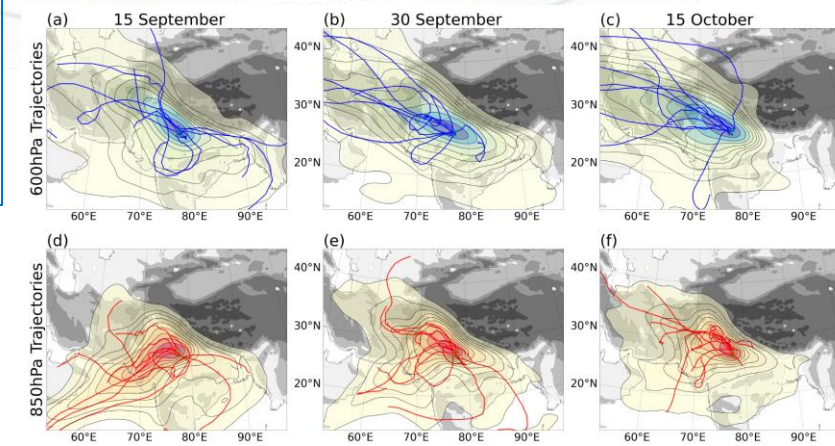 15 September 30 September 15 October
(a) (b) (c)
600hPa Trajectories
40°N 40°N
30°N 30°N
20°N 20°N
60°E 70°E 80°E 90°E 60°E 70°E 80°E 90°E 60°E 70°E 80°E 90°E
(d) (e) (f)
850hPa Trajectories
40°N 40°N
30°N 30°N
20°N 20°N
60°E 70°E 80°E 90°E 60°E 70°E 80°E 90°E 60°E 70°E 80°E 90°E